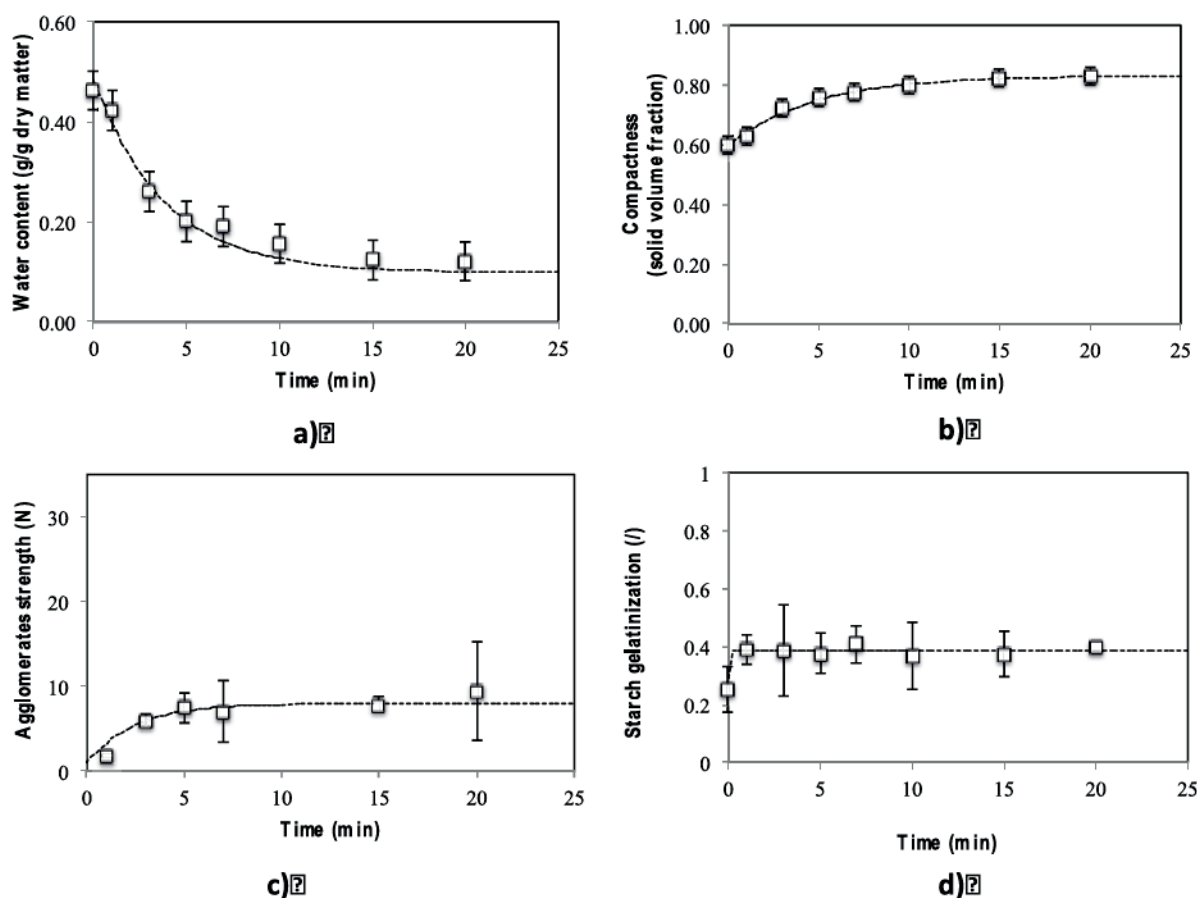 Water content (g/g dry matter)
0.60
0.40
0.20
0.00
0 5 10 15 20 25
Time (min)
a)⍰
Compactness
(solid volume fraction)
1.00
0.80
0.60
0.40
0.20
0.00
0 5 10 15 20 25
Time (min)
b)⍰
Agglomerates strength (N)
30
20
10
0
0 5 10 15 20 25
Time (min)
c)⍰
Starch gelatinization (/)
1
0.8
0.6
0.4
0.2
0
0 5 10 15 20 25
Time (min)
d)⍰